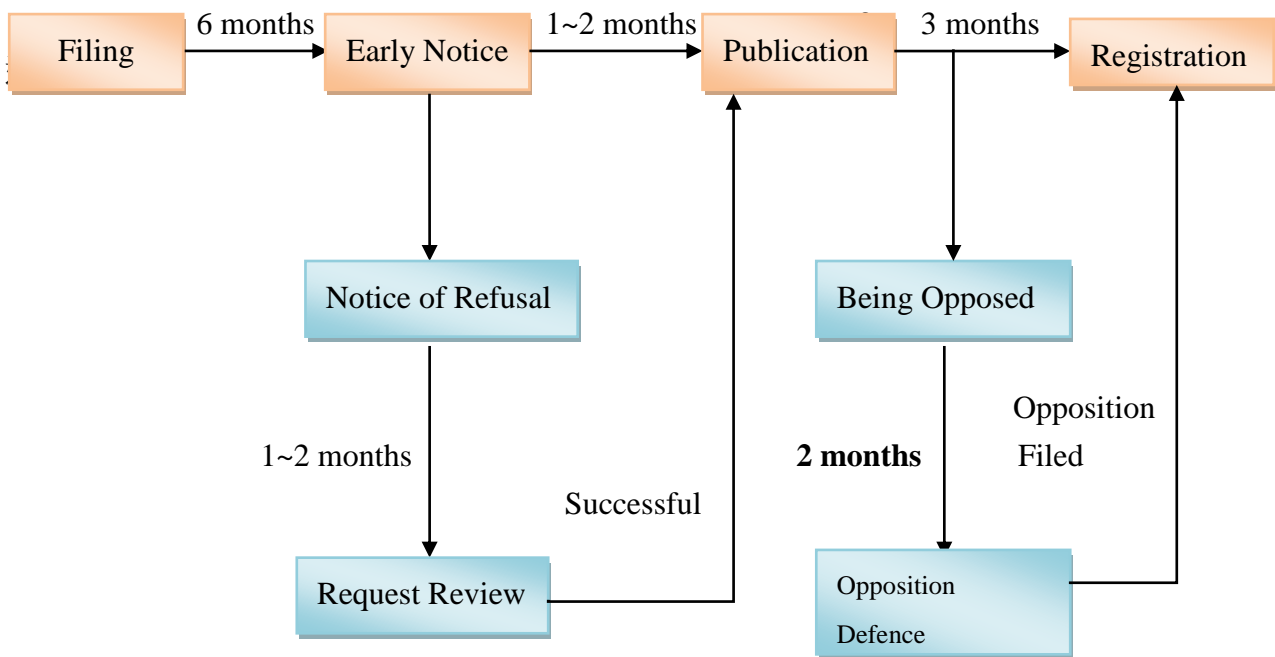 6 months
1~2 months
3 months
Filing
Early Notice
Publication
Registration
Notice of Refusal
Being Opposed
1~2 months
2 months
Opposition
Filed
Successful
Request Review
Opposition
Defence